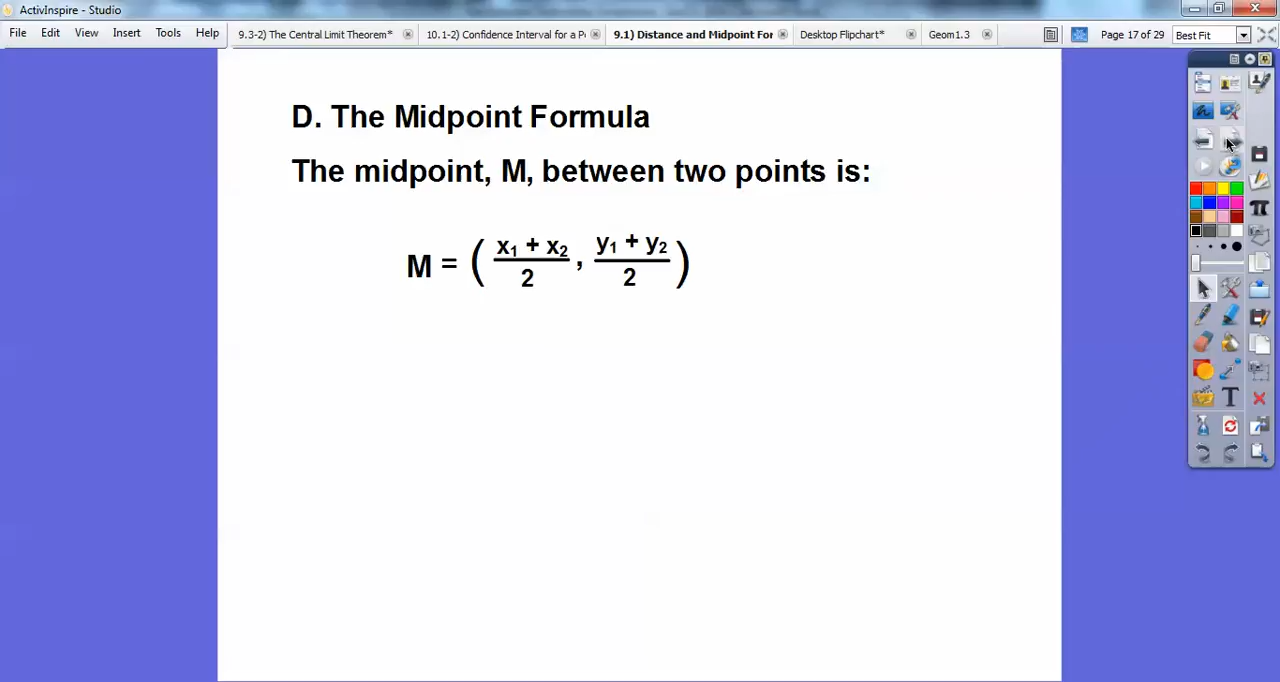 ActivInspire - Studio
File Edit View Insert Tools Help
9.3-2) The Central Limit Theorem* 10.1-2) Confidence Interval for a P 9.1) Distance and Midpoint For Desktop Flipchart* Geom1.3 Page 17 of 29 Best Fit
D. The Midpoint Formula
The midpoint, M, between two points is:
M = ( x₁ + x₂ / 2 , y₁ + y₂ / 2 )